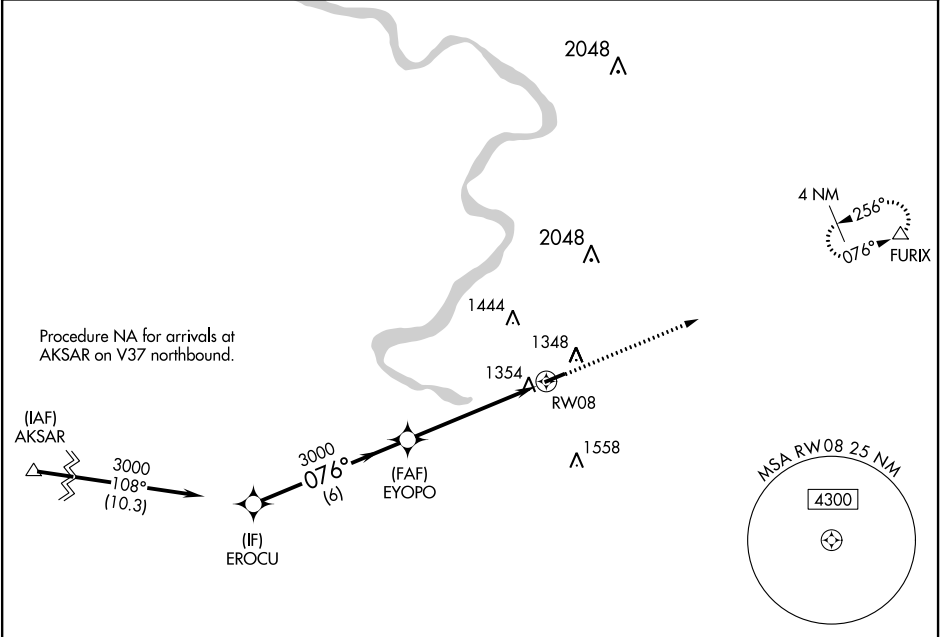 2048
4 NM
256°
076°
FURIX
2048
1444
Procedure NA for arrivals at
AKSAR on V37 northbound.
1348
1354
RW08
(IAF)
AKSAR
3000
108°
(10.3)
3000
076°
(6)
(FAF)
EYOPO
1558
(IF)
EROCU
MSA RW08 25 NM
4300